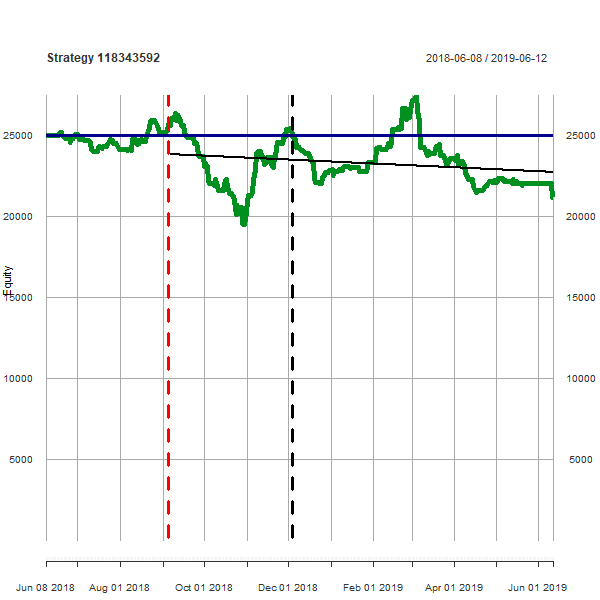 Strategy 118343592
2018-06-08 / 2019-06-12
25000 25000
20000 20000
Equity
15000 15000
10000 10000
5000 5000
Jun 08 2018 Aug 01 2018 Oct 01 2018 Dec 01 2018 Feb 01 2019 Apr 01 2019 Jun 01 2019